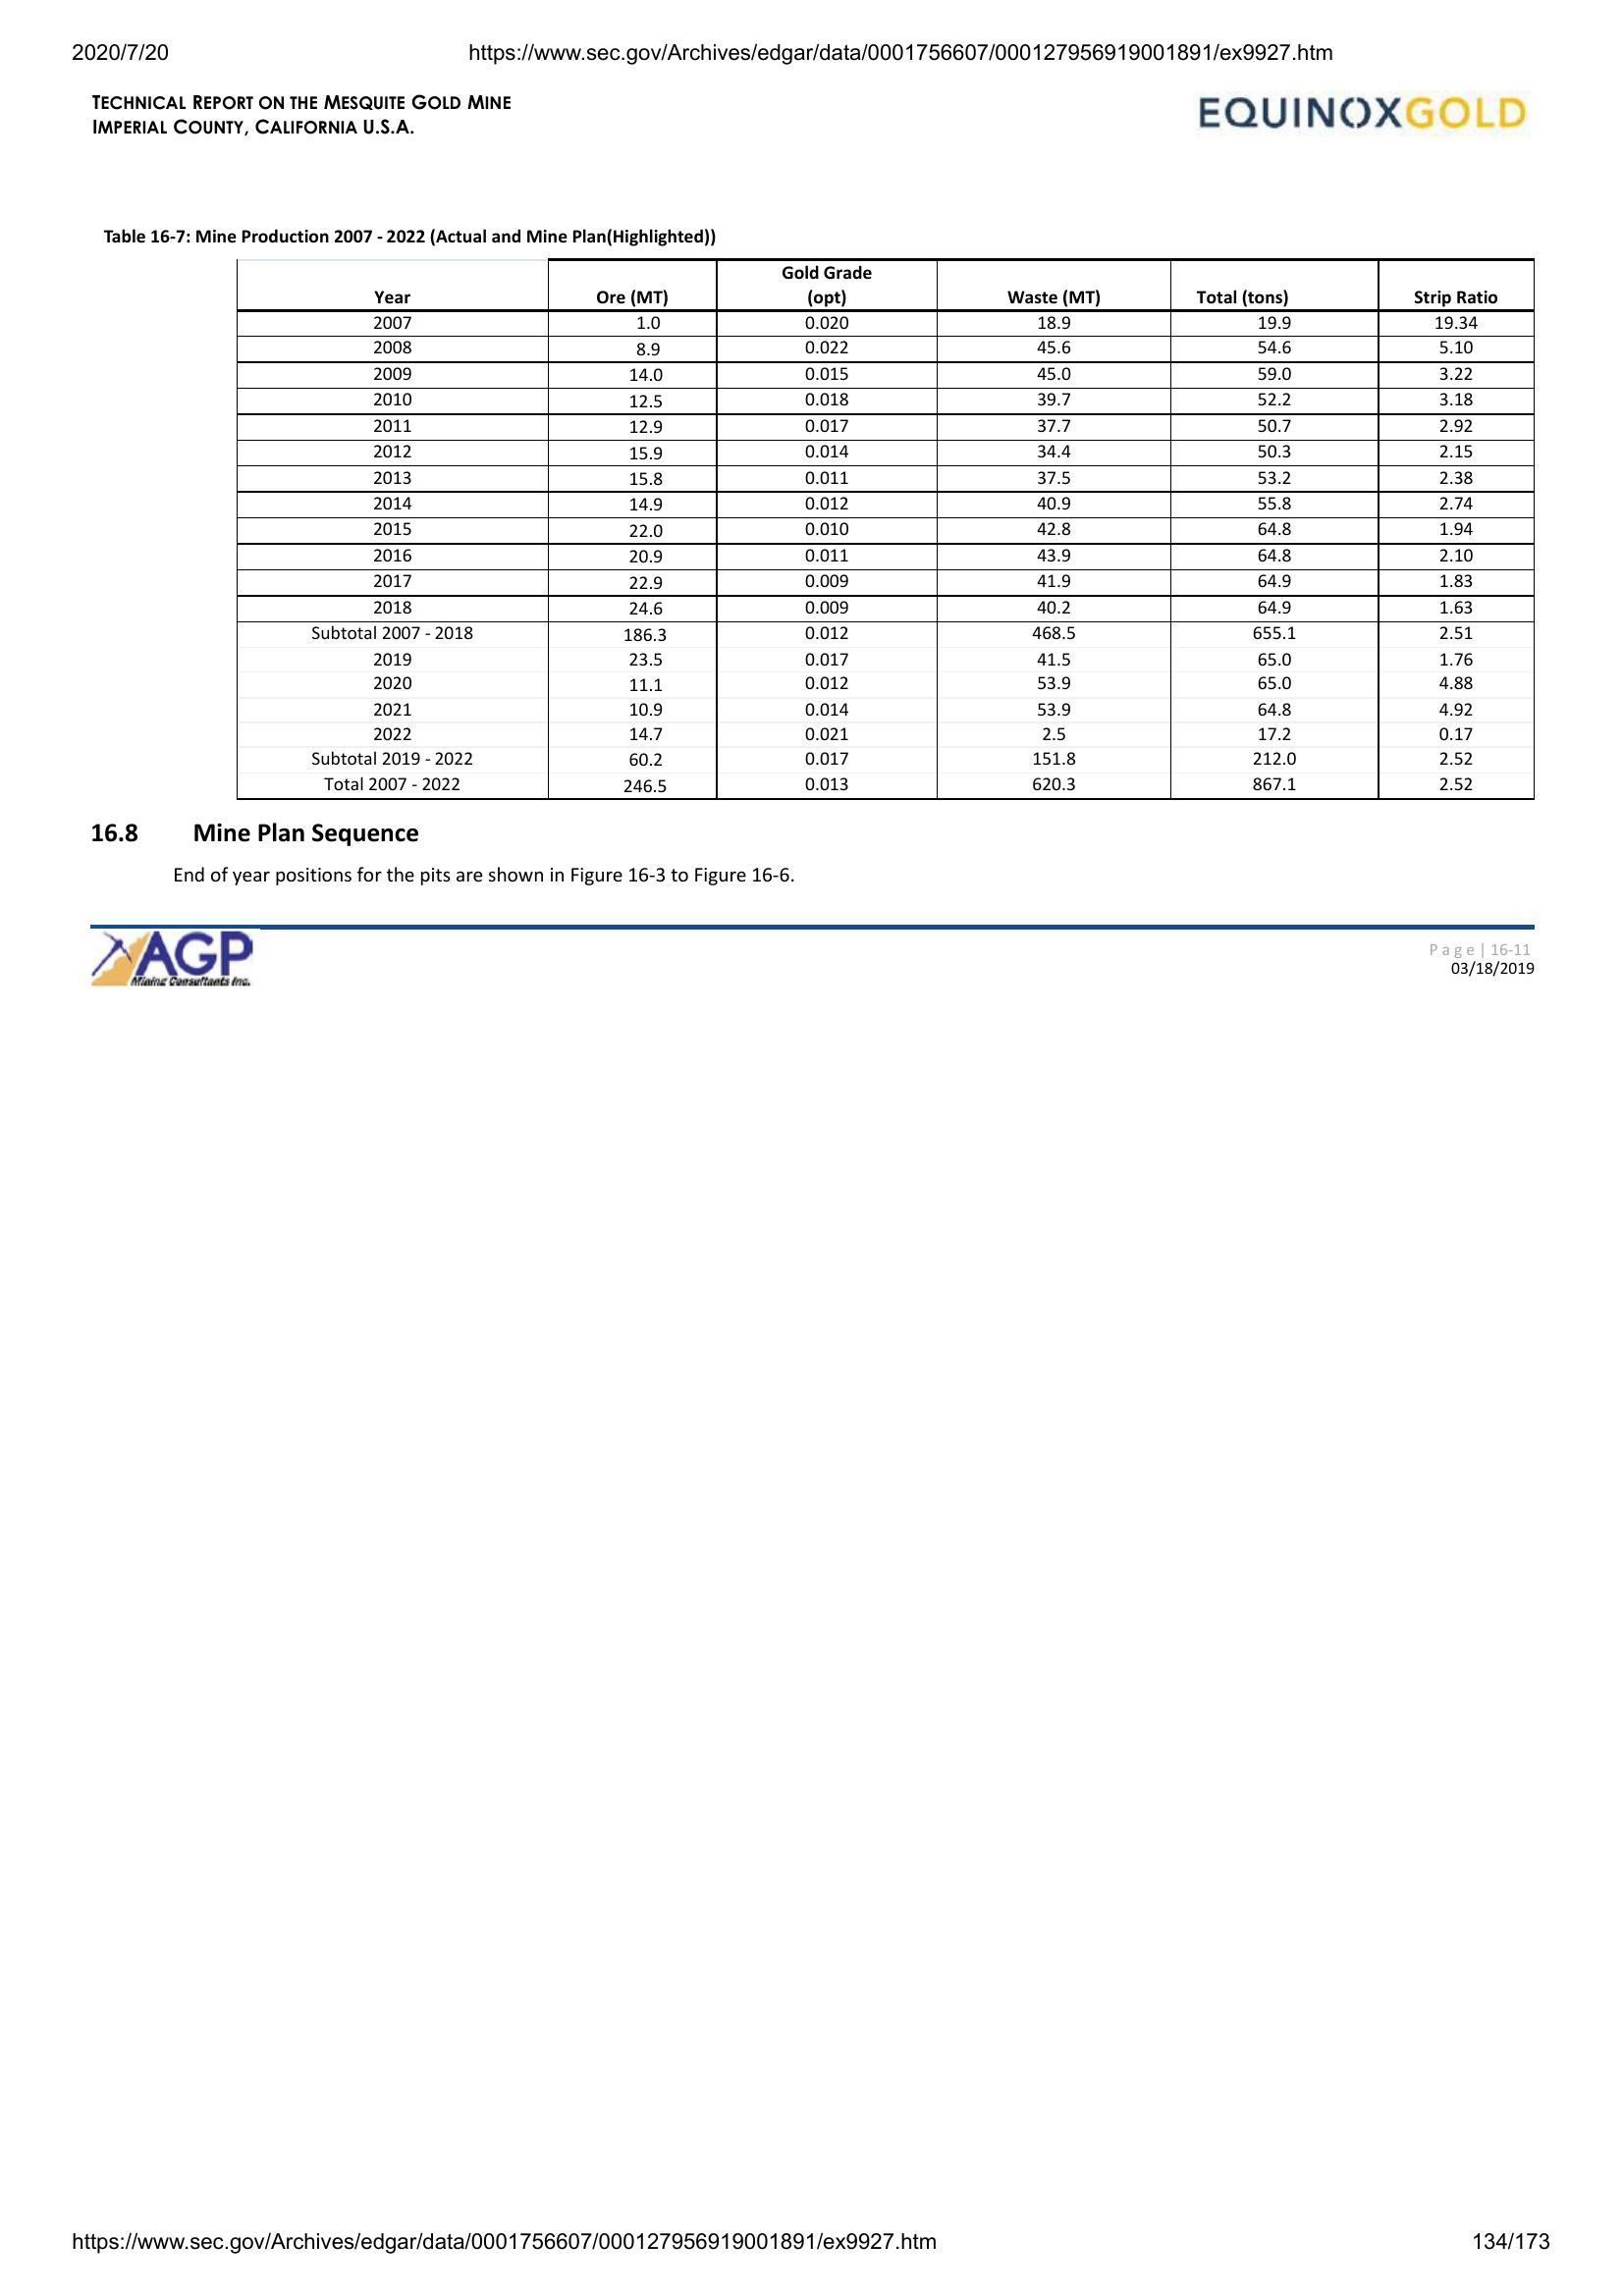 2020/7/20 https://www.sec.gov/Archives/edgar/data/0001756607/000127956919001891/ex9927.htm
TECHNICAL REPORT ON THE MESQUITE GOLD MINE
IMPERIAL COUNTY, CALIFORNIA U.S.A.
EQUINOXGOLD
Table 16-7: Mine Production 2007 - 2022 (Actual and Mine Plan(Highlighted))
Year Ore (MT) Gold Grade (opt) Waste (MT) Total (tons) Strip Ratio
2007 1.0 0.020 18.9 19.9 19.34
2008 8.9 0.022 45.6 54.6 5.10
2009 14.0 0.015 45.0 59.0 3.22
2010 12.5 0.018 39.7 52.2 3.18
2011 12.9 0.017 37.7 50.7 2.92
2012 15.9 0.014 34.4 50.3 2.15
2013 15.8 0.011 37.5 53.2 2.38
2014 14.9 0.012 40.9 55.8 2.74
2015 22.0 0.010 42.8 64.8 1.94
2016 20.9 0.011 43.9 64.8 2.10
2017 22.9 0.009 41.9 64.9 1.83
2018 24.6 0.009 40.2 64.9 1.63
Subtotal 2007 - 2018 186.3 0.012 468.5 655.1 2.51
2019 23.5 0.017 41.5 65.0 1.76
2020 11.1 0.012 53.9 65.0 4.88
2021 10.9 0.014 53.9 64.8 4.92
2022 14.7 0.021 2.5 17.2 0.17
Subtotal 2019 - 2022 60.2 0.017 151.8 212.0 2.52
Total 2007 - 2022 246.5 0.013 620.3 867.1 2.52
16.8 Mine Plan Sequence
End of year positions for the pits are shown in Figure 16-3 to Figure 16-6.
AGP
Mining Consultants Inc.
Page | 16-11
03/18/2019
https://www.sec.gov/Archives/edgar/data/0001756607/000127956919001891/ex9927.htm 134/173